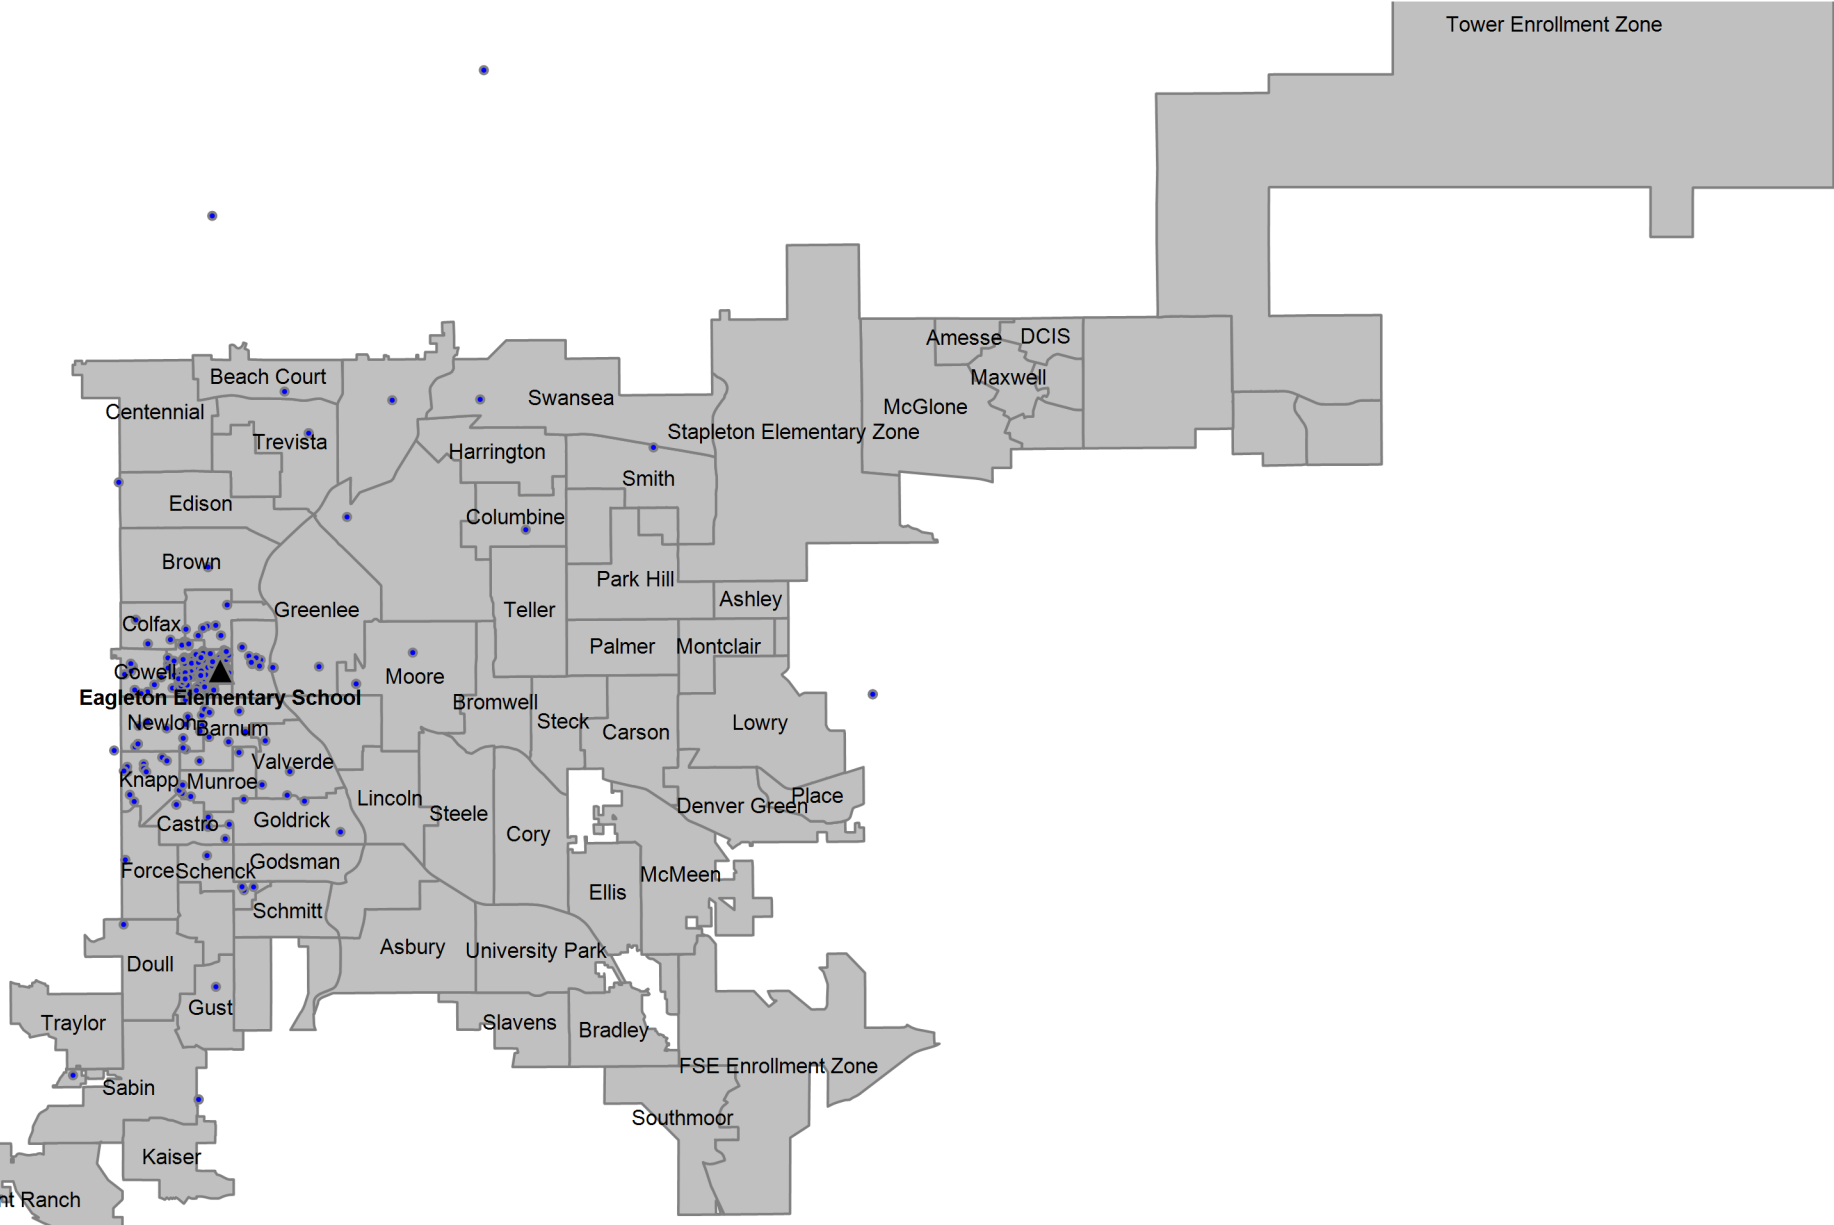 Tower Enrollment Zone
Amesse
DCIS
Beach Court
Maxwell
Swansea
Centennial
McGlone
Trevista
Stapleton Elementary Zone
Harrington
Smith
Edison
Columbine
Brown
Park Hill
Ashley
Greenlee
Teller
Colfax
Palmer
Montclair
Cowell
Moore
Eagleton Elementary School
Bromwell
Newlon
Barnum
Steck
Carson
Lowry
Valverde
Knapp
Munroe
Lincoln
Place
Denver Green
Steele
Castro
Goldrick
Cory
Godsman
Force
Schenck
McMeen
Ellis
Schmitt
Asbury
University Park
Doull
Gust
Traylor
Slavens
Bradley
FSE Enrollment Zone
Sabin
Southmoor
Kaiser
nt Ranch